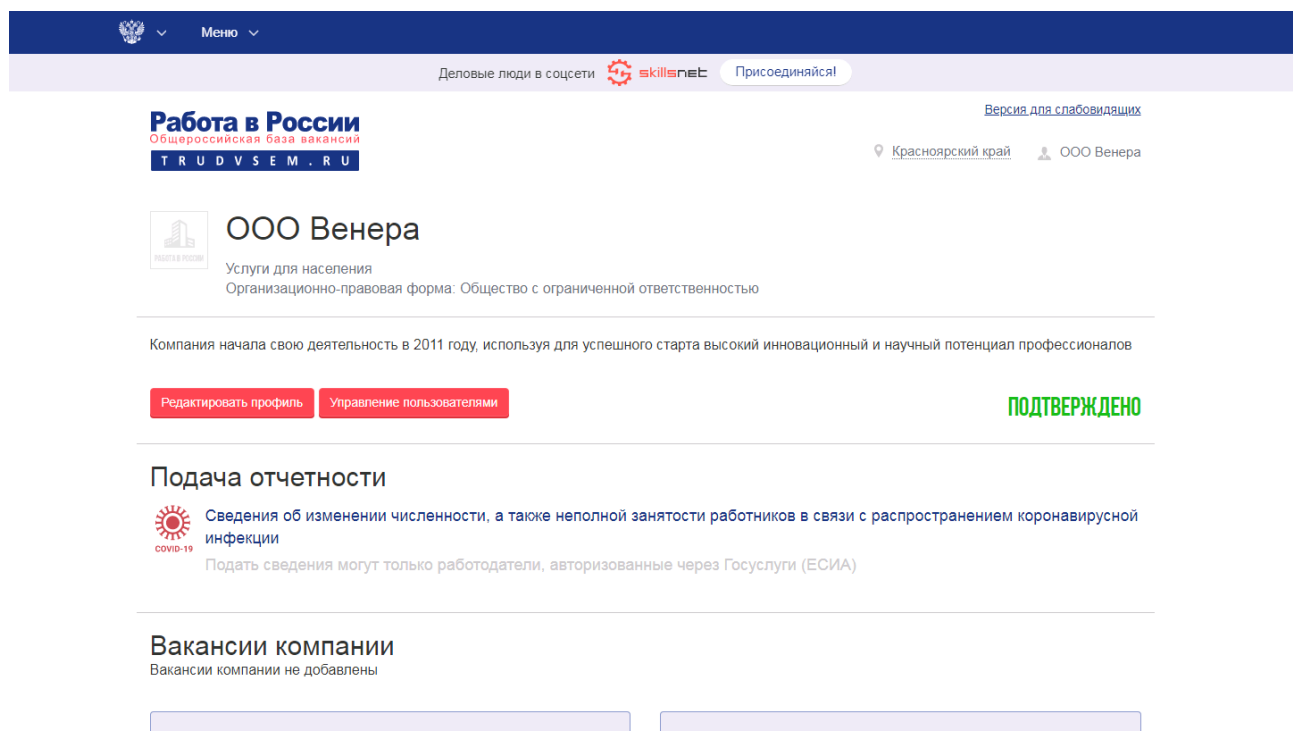 Меню
Деловые люди в соцсети skillsnet Присоединяйся!
Версия для слабовидящих
Работа в России
Общероссийская база вакансий
TRUDVSEM.RU
Красноярский край ООО Венера
ООО Венера
РАБОТА В РОССИИ
Услуги для населения
Организационно-правовая форма: Общество с ограниченной ответственностью
Компания начала свою деятельность в 2011 году, используя для успешного старта высокий инновационный и научный потенциал профессионалов
Редактировать профиль Управление пользователями
ПОДТВЕРЖДЕНО
Подача отчетности
Сведения об изменении численности, а также неполной занятости работников в связи с распространением коронавирусной
инфекции
COVID-19
Подать сведения могут только работодатели, авторизованные через Госуслуги (ЕСИА)
Вакансии компании
Вакансии компании не добавлены